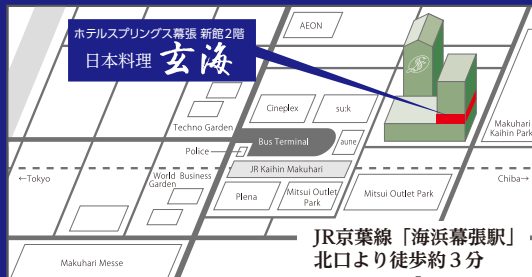 ホテルスプリングス幕張 新館2階
日本料理 玄海
AEON
Cineplex
su:k
Techno Garden
Bus Terminal
aune
Makuhari
Kaihin Park
Police
JR Kaihin Makuhari
←Tokyo
World Business
Garden
Chiba→
Plena
Mitsui Outlet
Park
Mitsui Outlet Park
Makuhari Messe
JR京葉線「海浜幕張駅」
北口より徒歩約3分